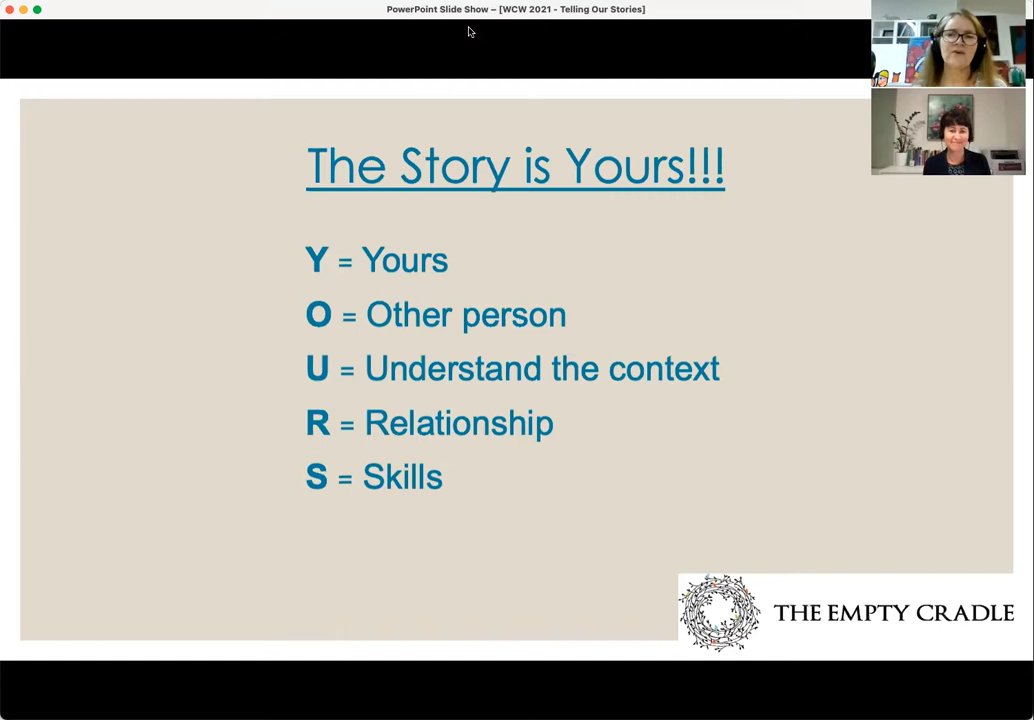 PowerPoint Slide Show – [WCW 2021 - Telling Our Stories]
The Story is Yours!!!
Y = Yours
O = Other person
U = Understand the context
R = Relationship
S = Skills
THE EMPTY CRADLE